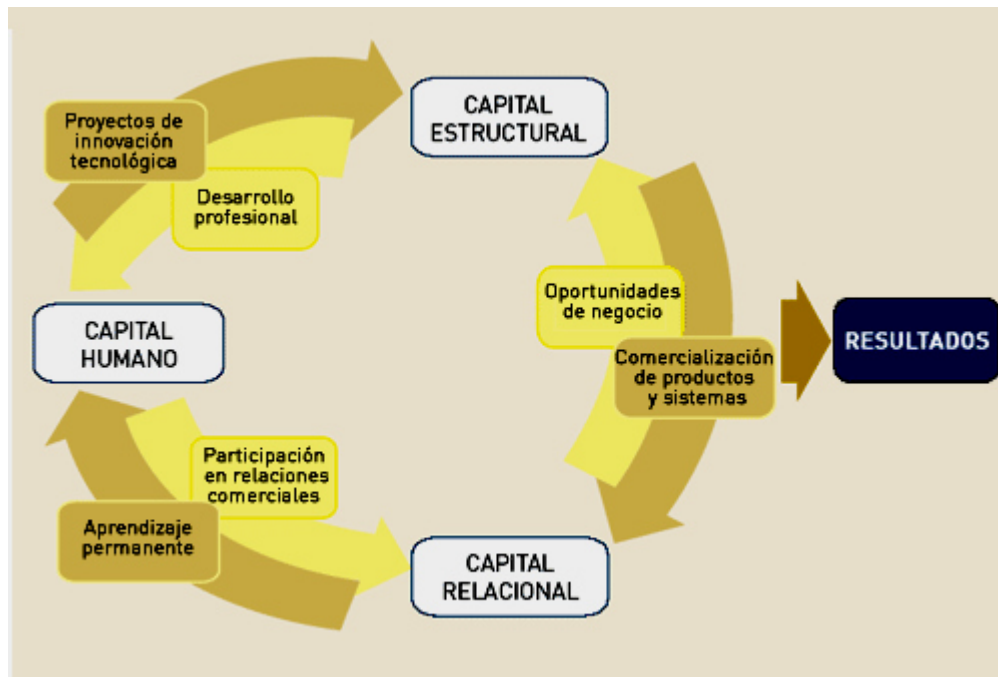 CAPITAL
ESTRUCTURAL
Proyectos de
innovación
tecnológica
Desarrollo
profesional
CAPITAL
HUMANO
Oportunidades
de negocio
Comercialización
de productos
y sistemas
RESULTADOS
Participación
en relaciones
comerciales
Aprendizaje
permanente
CAPITAL
RELACIONAL